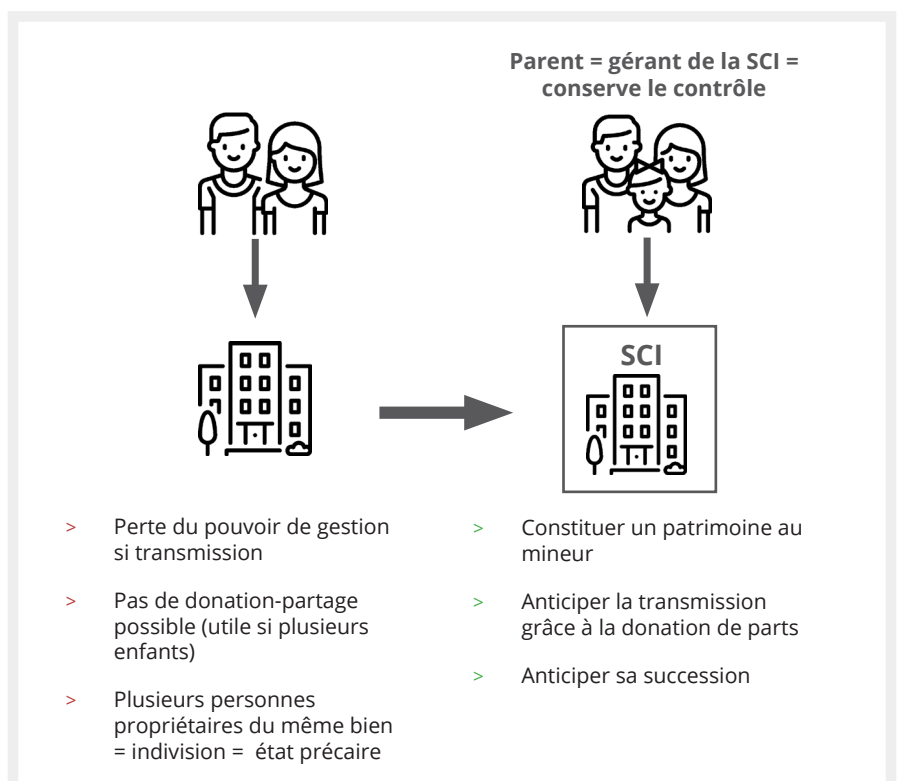 Parent = gérant de la SCI =
conserve le contrôle
SCI
> Perte du pouvoir de gestion
si transmission
> Pas de donation-partage
possible (utile si plusieurs
enfants)
> Plusieurs personnes
propriétaires du même bien
= indivision = état précaire
> Constituer un patrimoine au
mineur
> Anticiper la transmission
grâce à la donation de parts
> Anticiper sa succession